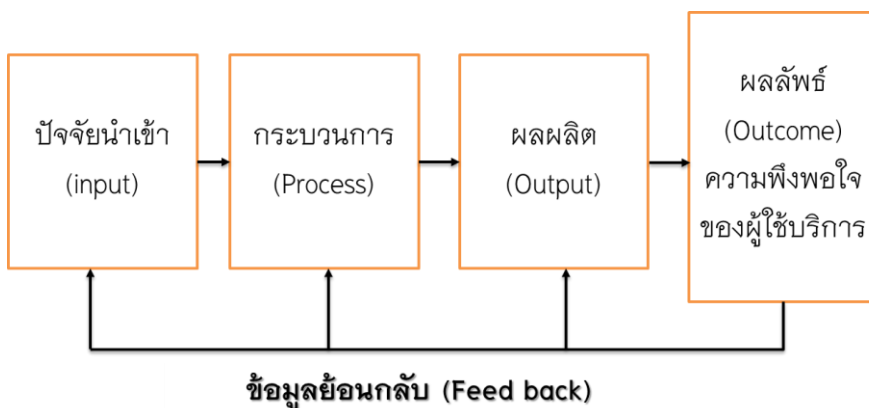 ปัจจัยนำเข้า
(input)
กระบวนการ
(Process)
ผลผลิต
(Output)
ผลลัพธ์
(Outcome)
ความพึงพอใจ
ของผู้ใช้บริการ
ข้อมูลย้อนกลับ (Feed back)